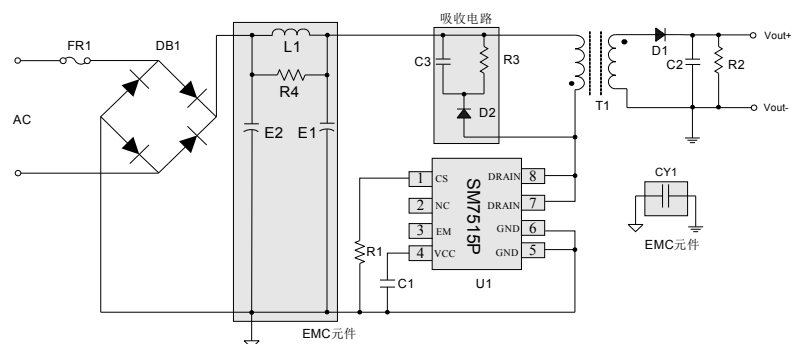 吸收电路
FR1
DB1
L1
C3
R3
D1
C2
R2
Vout+
R4
D2
T1
AC
E2
E1
Vout-
1 CS
DRAIN 8
CY1
2 NC
SM7515P
DRAIN 7
3 EM
GND 6
R1
4 VCC
GND 5
EMC元件
C1
U1
EMC元件